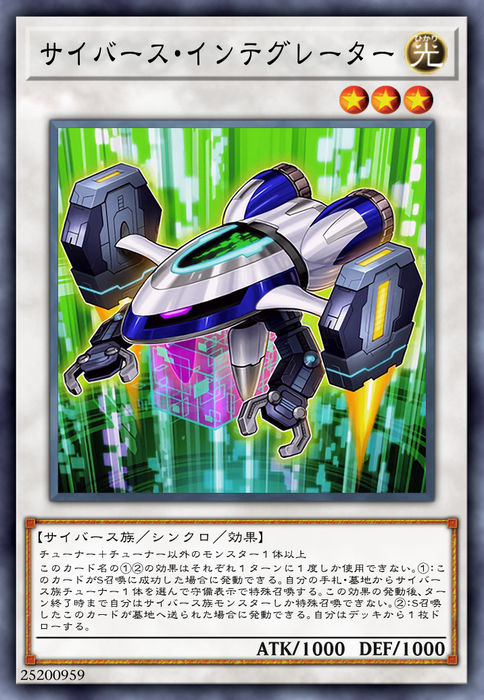 サイバース・インテグレーター
ひかり
光
【サイバース族／シンクロ／効果】
チューナー＋チューナー以外のモンスター１体以上
このカード名の①②の効果はそれぞれ１ターンに１度しか使用できない。①：こ
のカードがS召喚に成功した場合に発動できる。自分の手札・墓地からサイバー
ス族チューナー１体を選んで守備表示で特殊召喚する。この効果の発動後、ター
ン終了時まで自分はサイバース族モンスターしか特殊召喚できない。②：S召喚
したこのカードが墓地へ送られた場合に発動できる。自分はデッキから１枚ド
ローする。
ATK/1000 DEF/1000
25200959